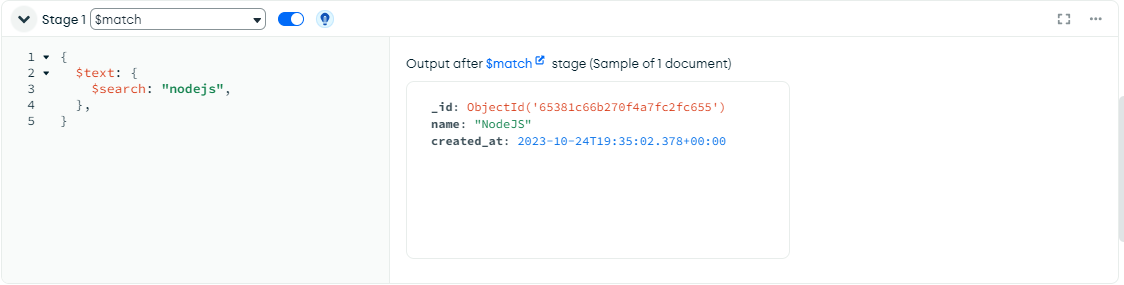 Stage 1 $match
1 {
2 $text: {
3 $search: "nodejs",
4 },
5 }
Output after $match stage (Sample of 1 document)
_id: ObjectId('65381c66b270f4a7fc2fc655')
name: "NodeJS"
created_at: 2023-10-24T19:35:02.378+00:00